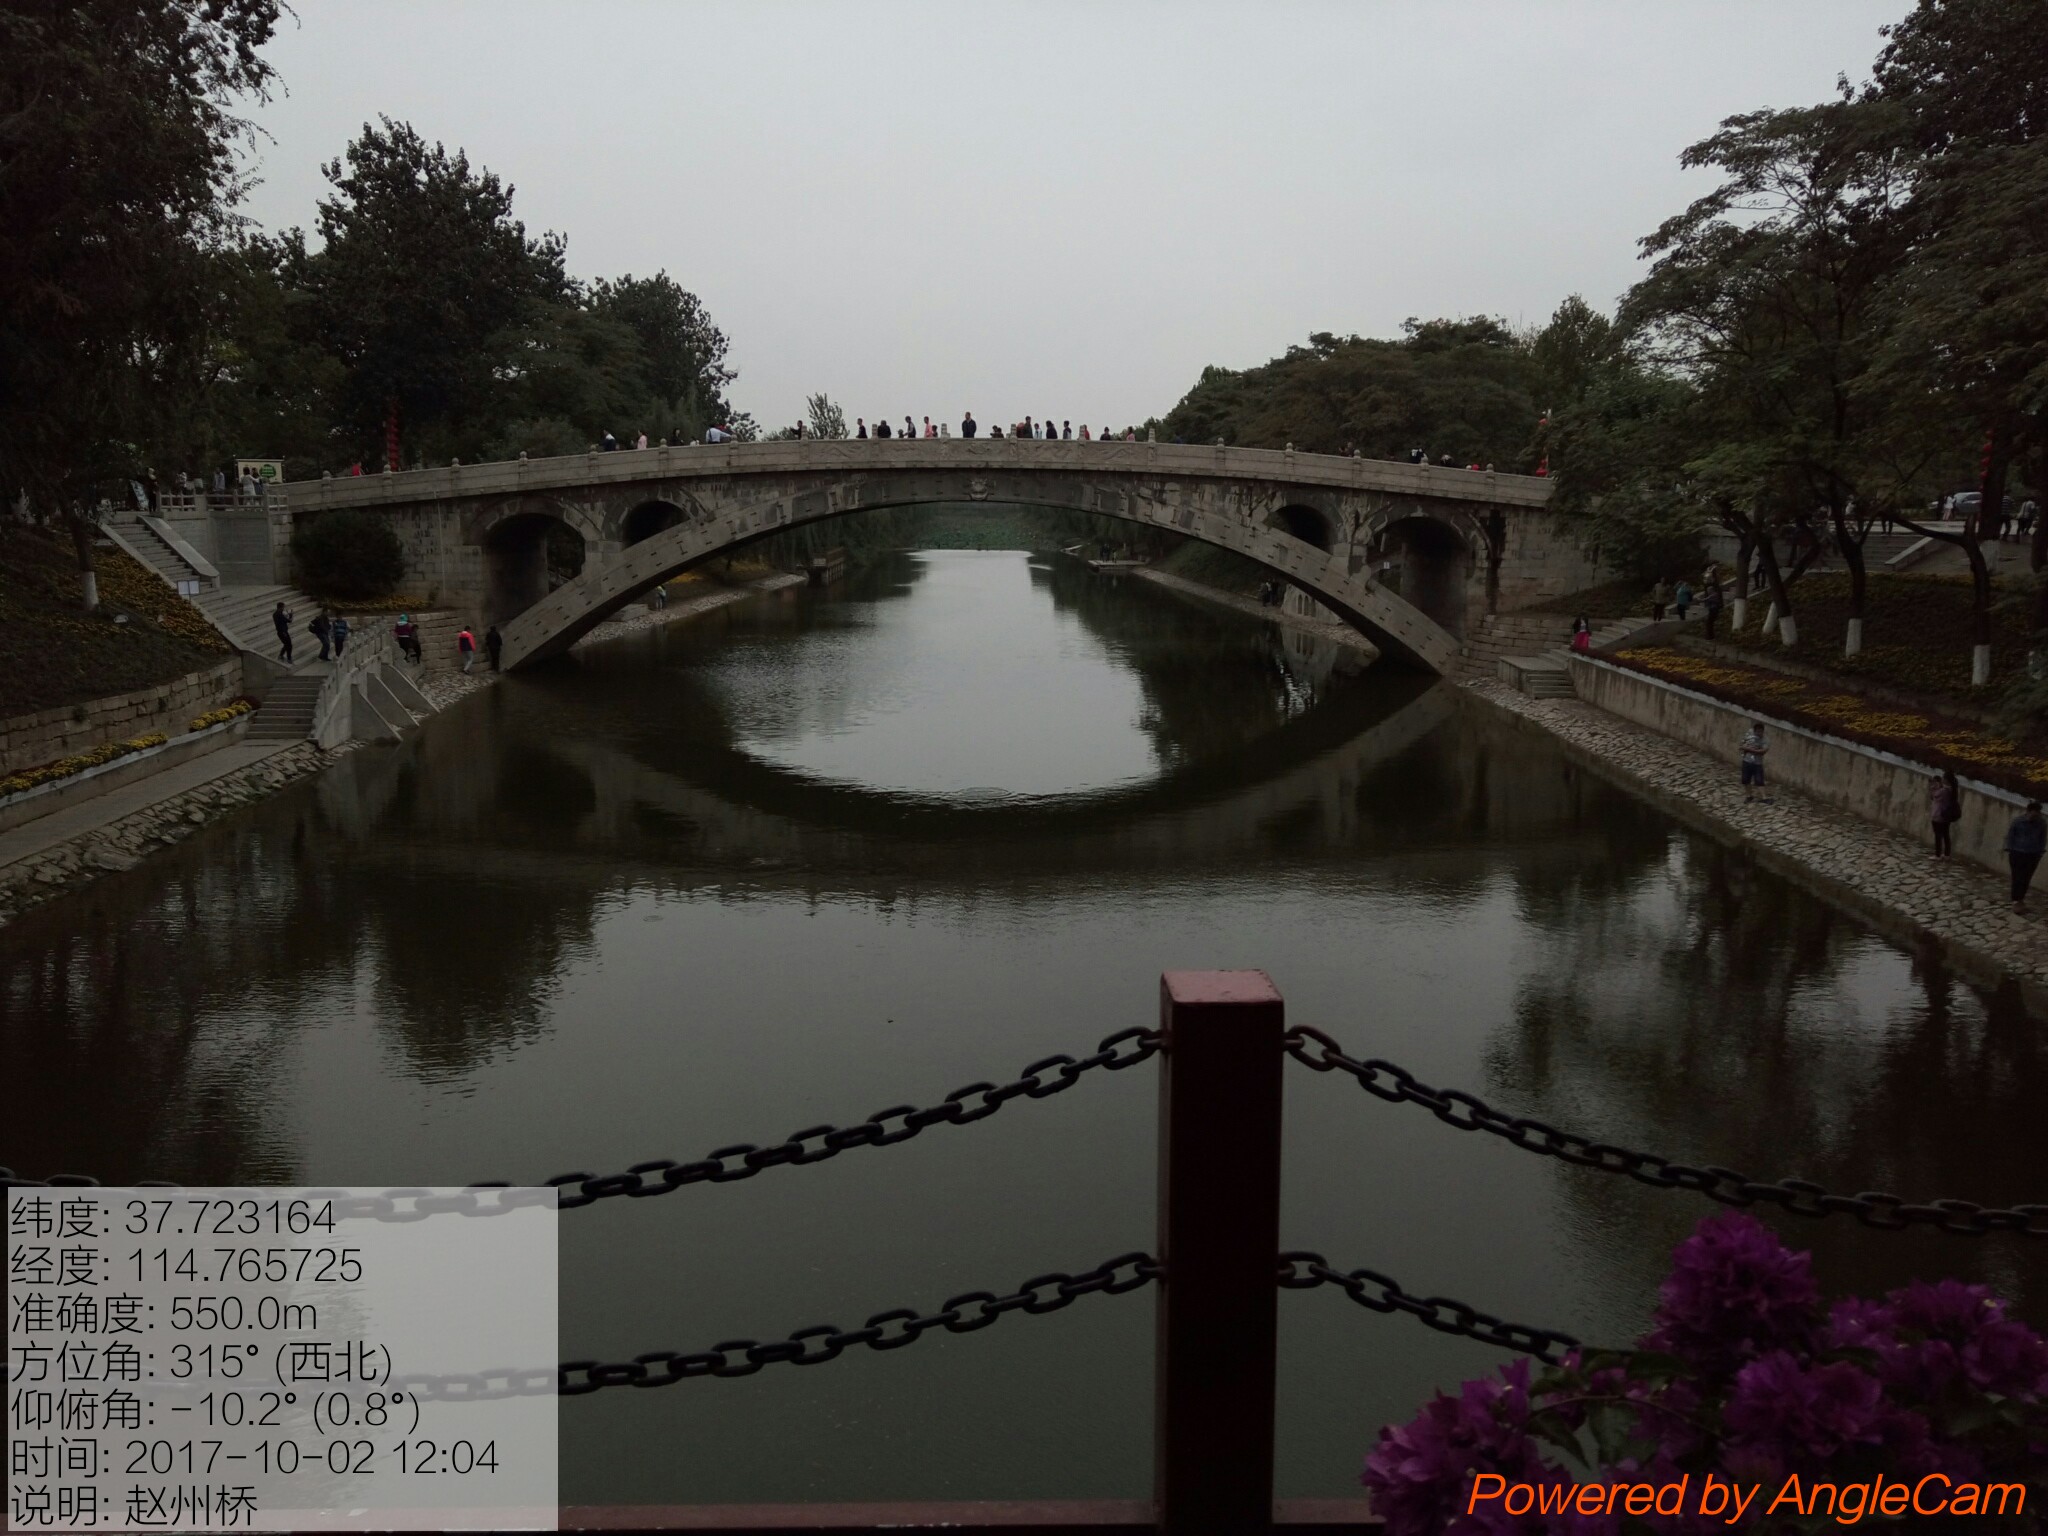 纬度: 37.723164
经度: 114.765725
准确度: 550.0m
方位角: 315° (西北)
仰俯角: -10.2° (0.8°)
时间: 2017-10-02 12:04
说明: 赵州桥
Powered by AngleCam